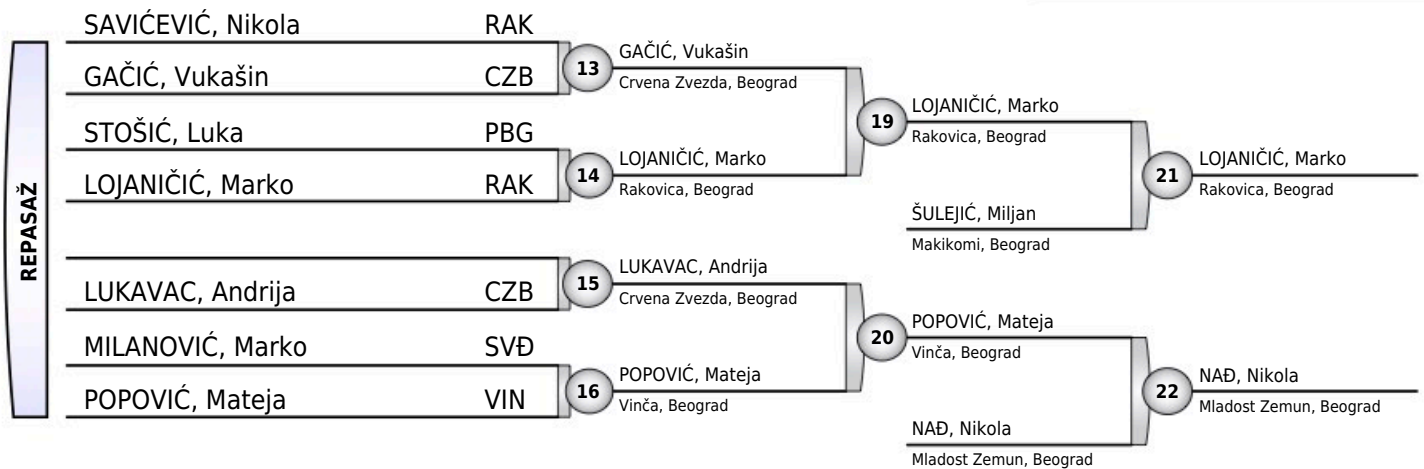 REPASAŽ
SAVIĆEVIĆ, Nikola RAK
GAČIĆ, Vukašin CZB
STOŠIĆ, Luka PBG
LOJANIČIĆ, Marko RAK
LUKAVAC, Andrija CZB
MILANOVIĆ, Marko SVĐ
POPOVIĆ, Mateja VIN
13
GAČIĆ, Vukašin
Crvena Zvezda, Beograd
14
LOJANIČIĆ, Marko
Rakovica, Beograd
15
LUKAVAC, Andrija
Crvena Zvezda, Beograd
16
POPOVIĆ, Mateja
Vinča, Beograd
19
LOJANIČIĆ, Marko
Rakovica, Beograd
ŠULEJIĆ, Miljan
Makikomi, Beograd
20
POPOVIĆ, Mateja
Vinča, Beograd
NAĐ, Nikola
Mladost Zemun, Beograd
21
LOJANIČIĆ, Marko
Rakovica, Beograd
22
NAĐ, Nikola
Mladost Zemun, Beograd